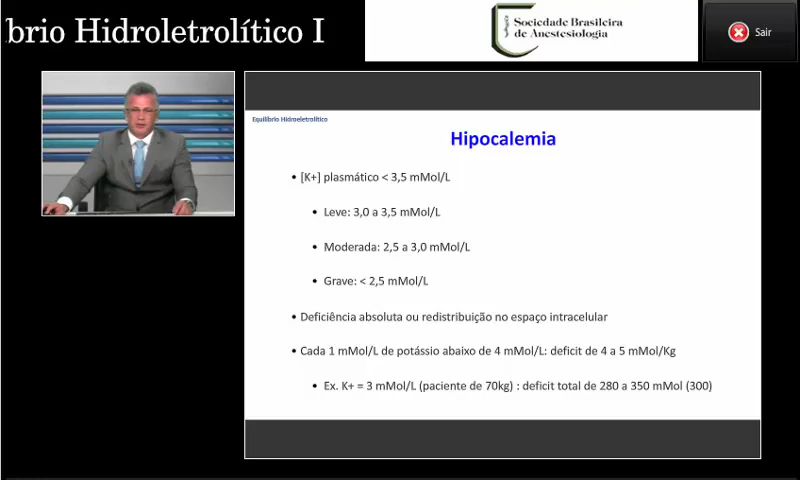 brio Hidroletrolítico I
Sociedade Brasileira
de Anestesiologia
Sair
Equilíbrio Hidroeletrolítico
Hipocalemia
• [K+] plasmático < 3,5 mMol/L
• Leve: 3,0 a 3,5 mMol/L
• Moderada: 2,5 a 3,0 mMol/L
• Grave: < 2,5 mMol/L
• Deficiência absoluta ou redistribuição no espaço intracelular
• Cada 1 mMol/L de potássio abaixo de 4 mMol/L: deficit de 4 a 5 mMol/Kg
• Ex. K+ = 3 mMol/L (paciente de 70kg) : deficit total de 280 a 350 mMol (300)